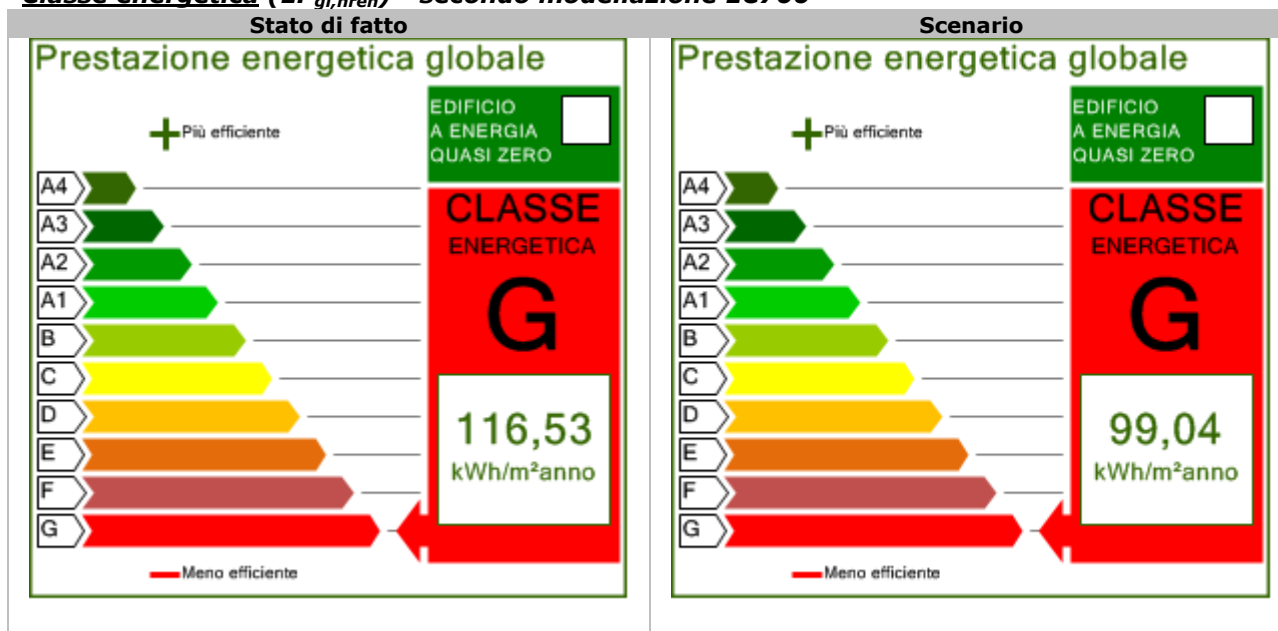 Stato di fatto
Prestazione energetica globale
Più efficiente
EDIFICIO
A ENERGIA
QUASI ZERO
A4
A3
A2
A1
B
C
D
E
F
G
CLASSE
ENERGETICA
G
116,53
kWh/m²anno
Meno efficiente
Scenario
Prestazione energetica globale
Più efficiente
EDIFICIO
A ENERGIA
QUASI ZERO
A4
A3
A2
A1
B
C
D
E
F
G
CLASSE
ENERGETICA
G
99,04
kWh/m²anno
Meno efficiente